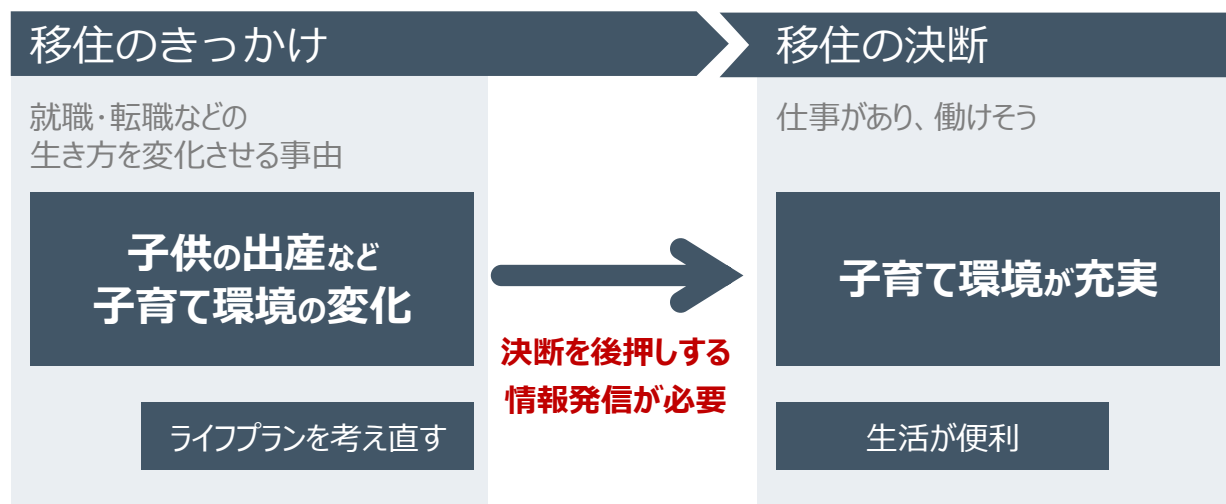 移住のきっかけ
移住の決断
就職・転職などの
生き方を変化させる事由
子供の出産など
子育て環境の変化
ライフプランを考え直す
決断を後押しする
情報発信が必要
仕事があり、働けそう
子育て環境が充実
生活が便利